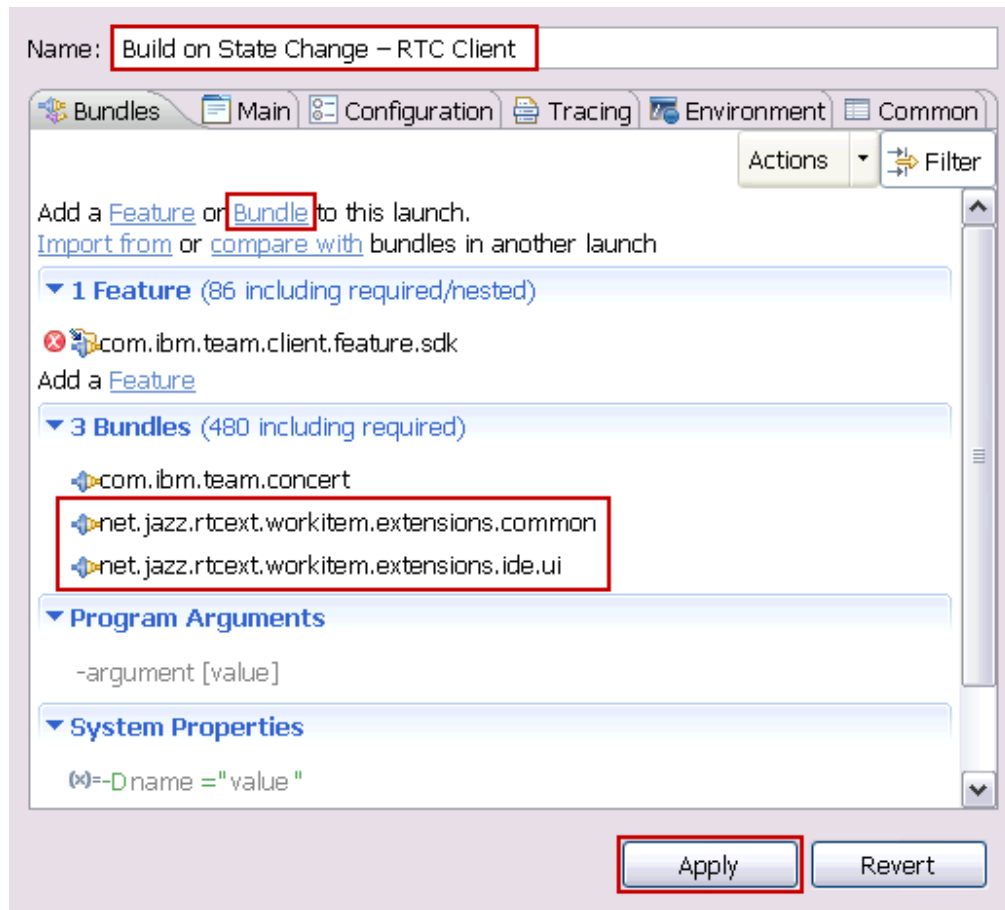 Name: Build on State Change – RTC Client
Bundles Main Configuration Tracing Environment Common
Actions Filter
Add a Feature or Bundle to this launch.
Import from or compare with bundles in another launch
1 Feature (86 including required/nested)
com.ibm.team.client.feature.sdk
Add a Feature
3 Bundles (480 including required)
com.ibm.team.concert
net.jazz.rtcext.workitem.extensions.common
net.jazz.rtcext.workitem.extensions.ide.ui
Program Arguments
-argument [value]
System Properties
(x)=-D name ="value"
Apply Revert